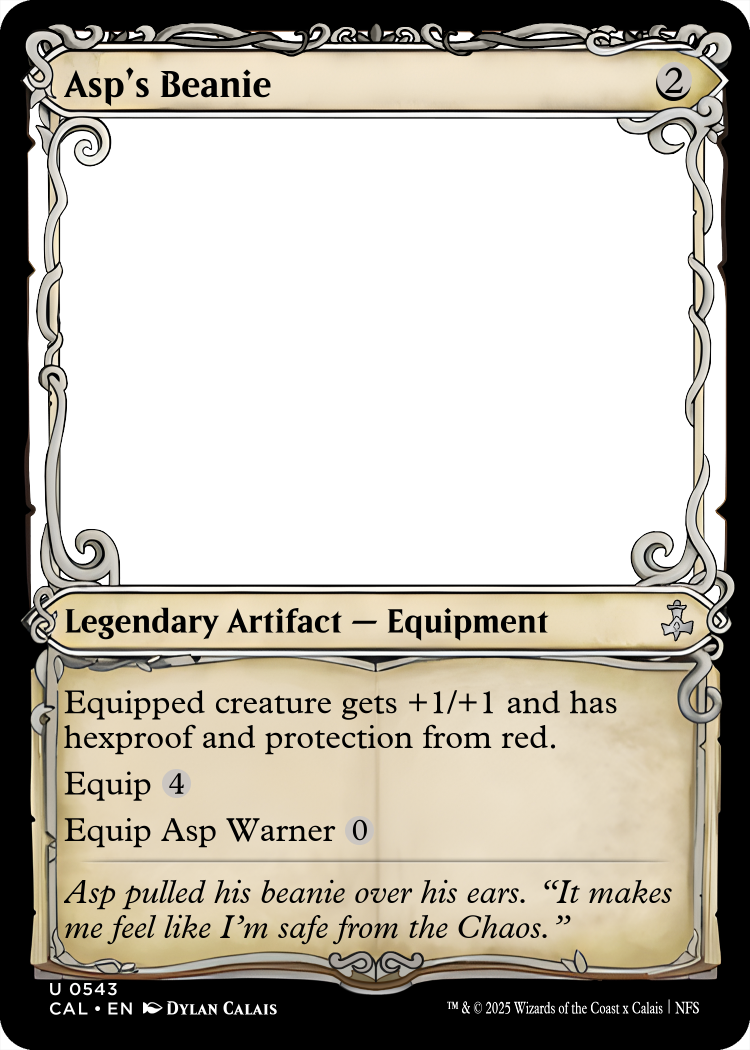 Asp's Beanie 2
Legendary Artifact — Equipment
Equipped creature gets +1/+1 and has
hexproof and protection from red.
Equip 4
Equip Asp Warner 0
Asp pulled his beanie over his ears. “It makes
me feel like I'm safe from the Chaos.”
U 0543
CAL • EN DYLAN CALAIS
™ & © 2025 Wizards of the Coast x Calais | NFS